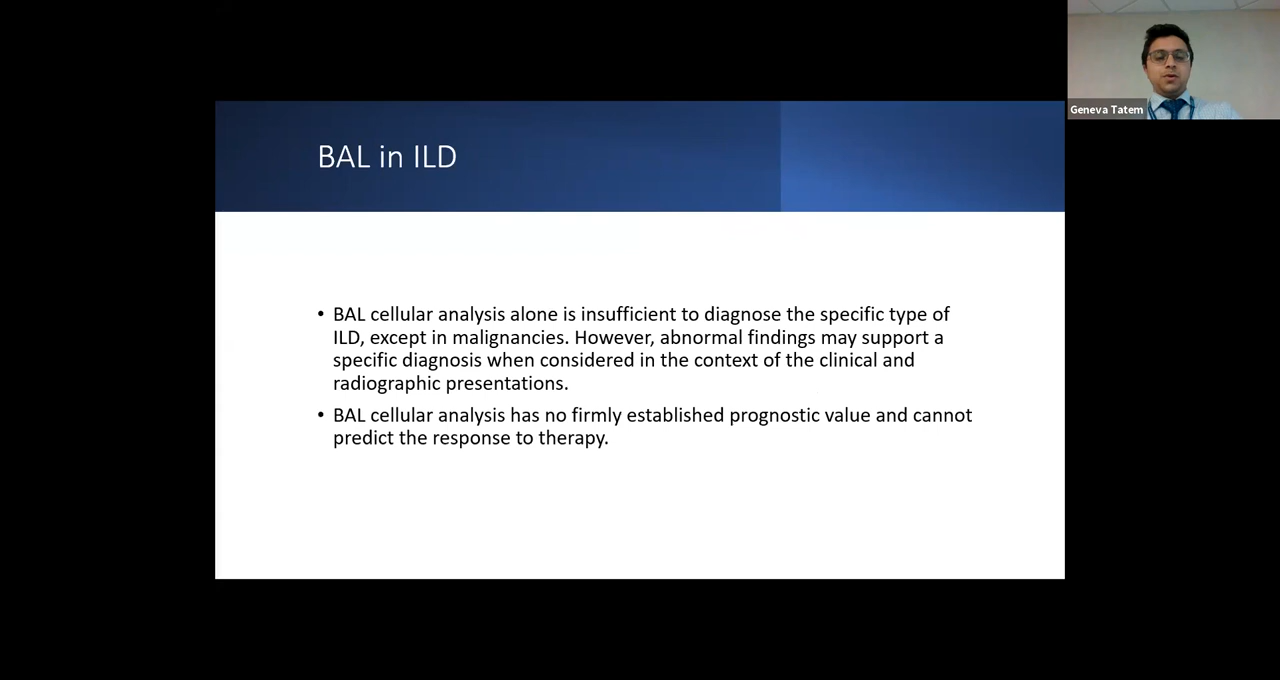 BAL in ILD
• BAL cellular analysis alone is insufficient to diagnose the specific type of
ILD, except in malignancies. However, abnormal findings may support a
specific diagnosis when considered in the context of the clinical and
radiographic presentations.
• BAL cellular analysis has no firmly established prognostic value and cannot
predict the response to therapy.
Geneva Tatem